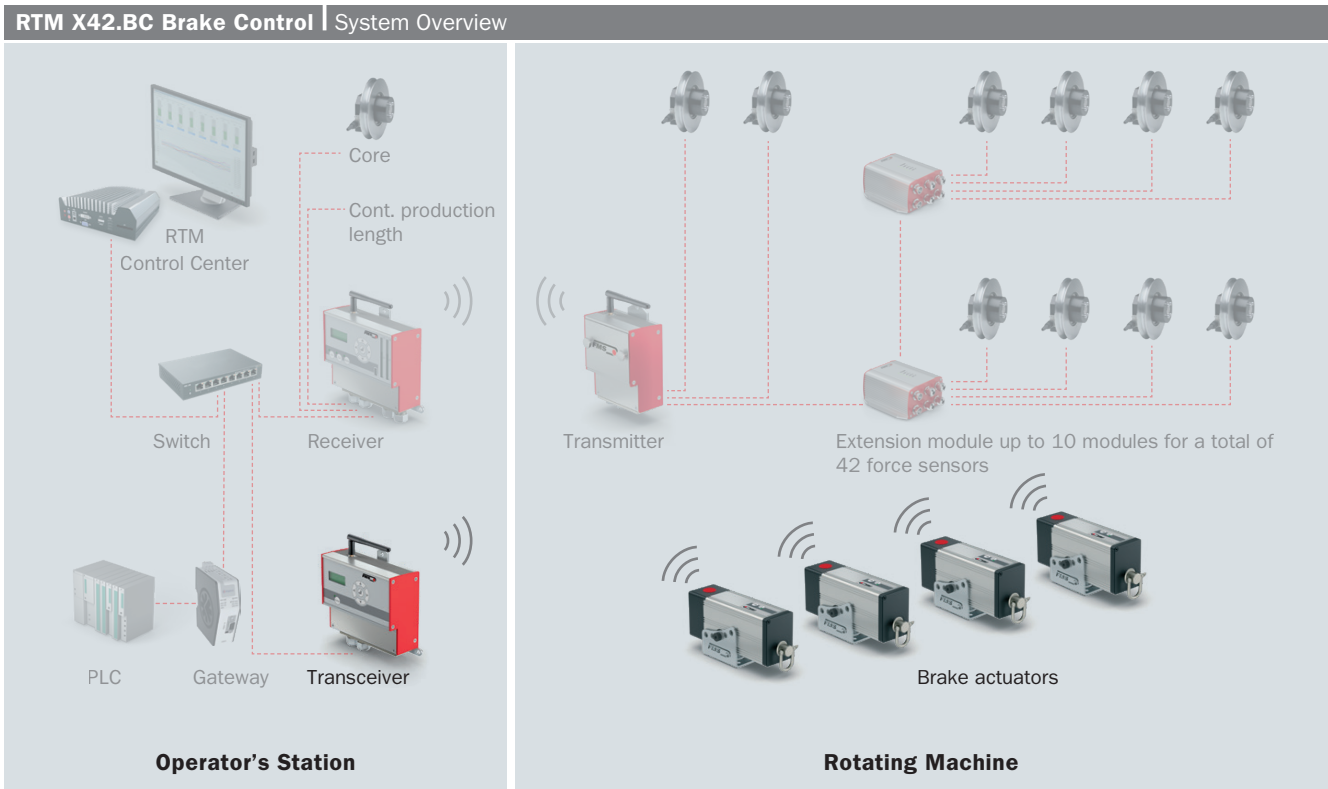 RTM X42.BC Brake Control | System Overview
Core
Cont. production
length
RTM
Control Center
Switch
Receiver
PLC
Gateway
Transceiver
Operator's Station
Transmitter
Extension module up to 10 modules for a total of
42 force sensors
Brake actuators
Rotating Machine